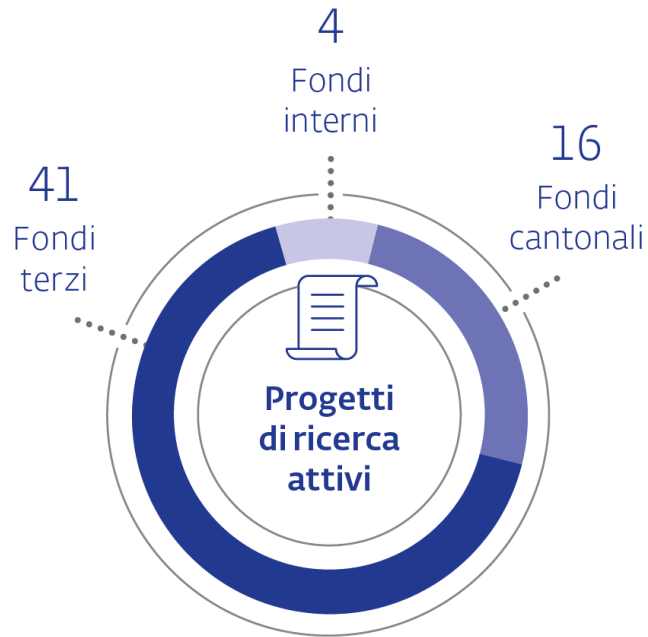 4
Fondi
interni
16
Fondi
cantonali
41
Fondi
terzi
Progetti
di ricerca
attivi